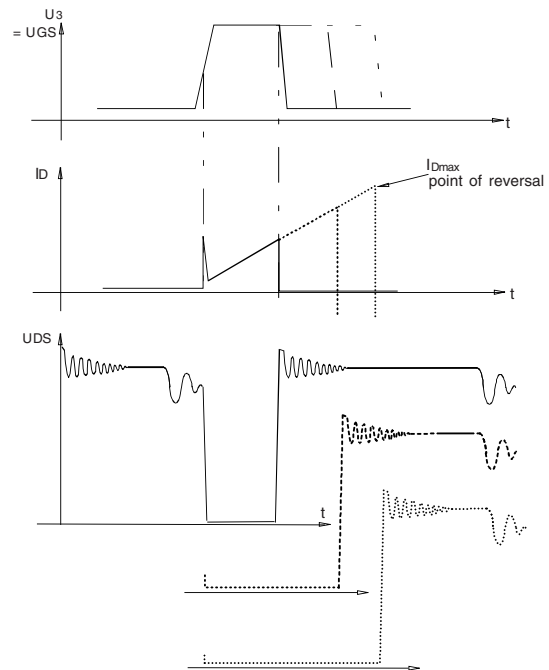 U3
= UGS
t
ID
IDmax
point of reversal
t
UDS
t